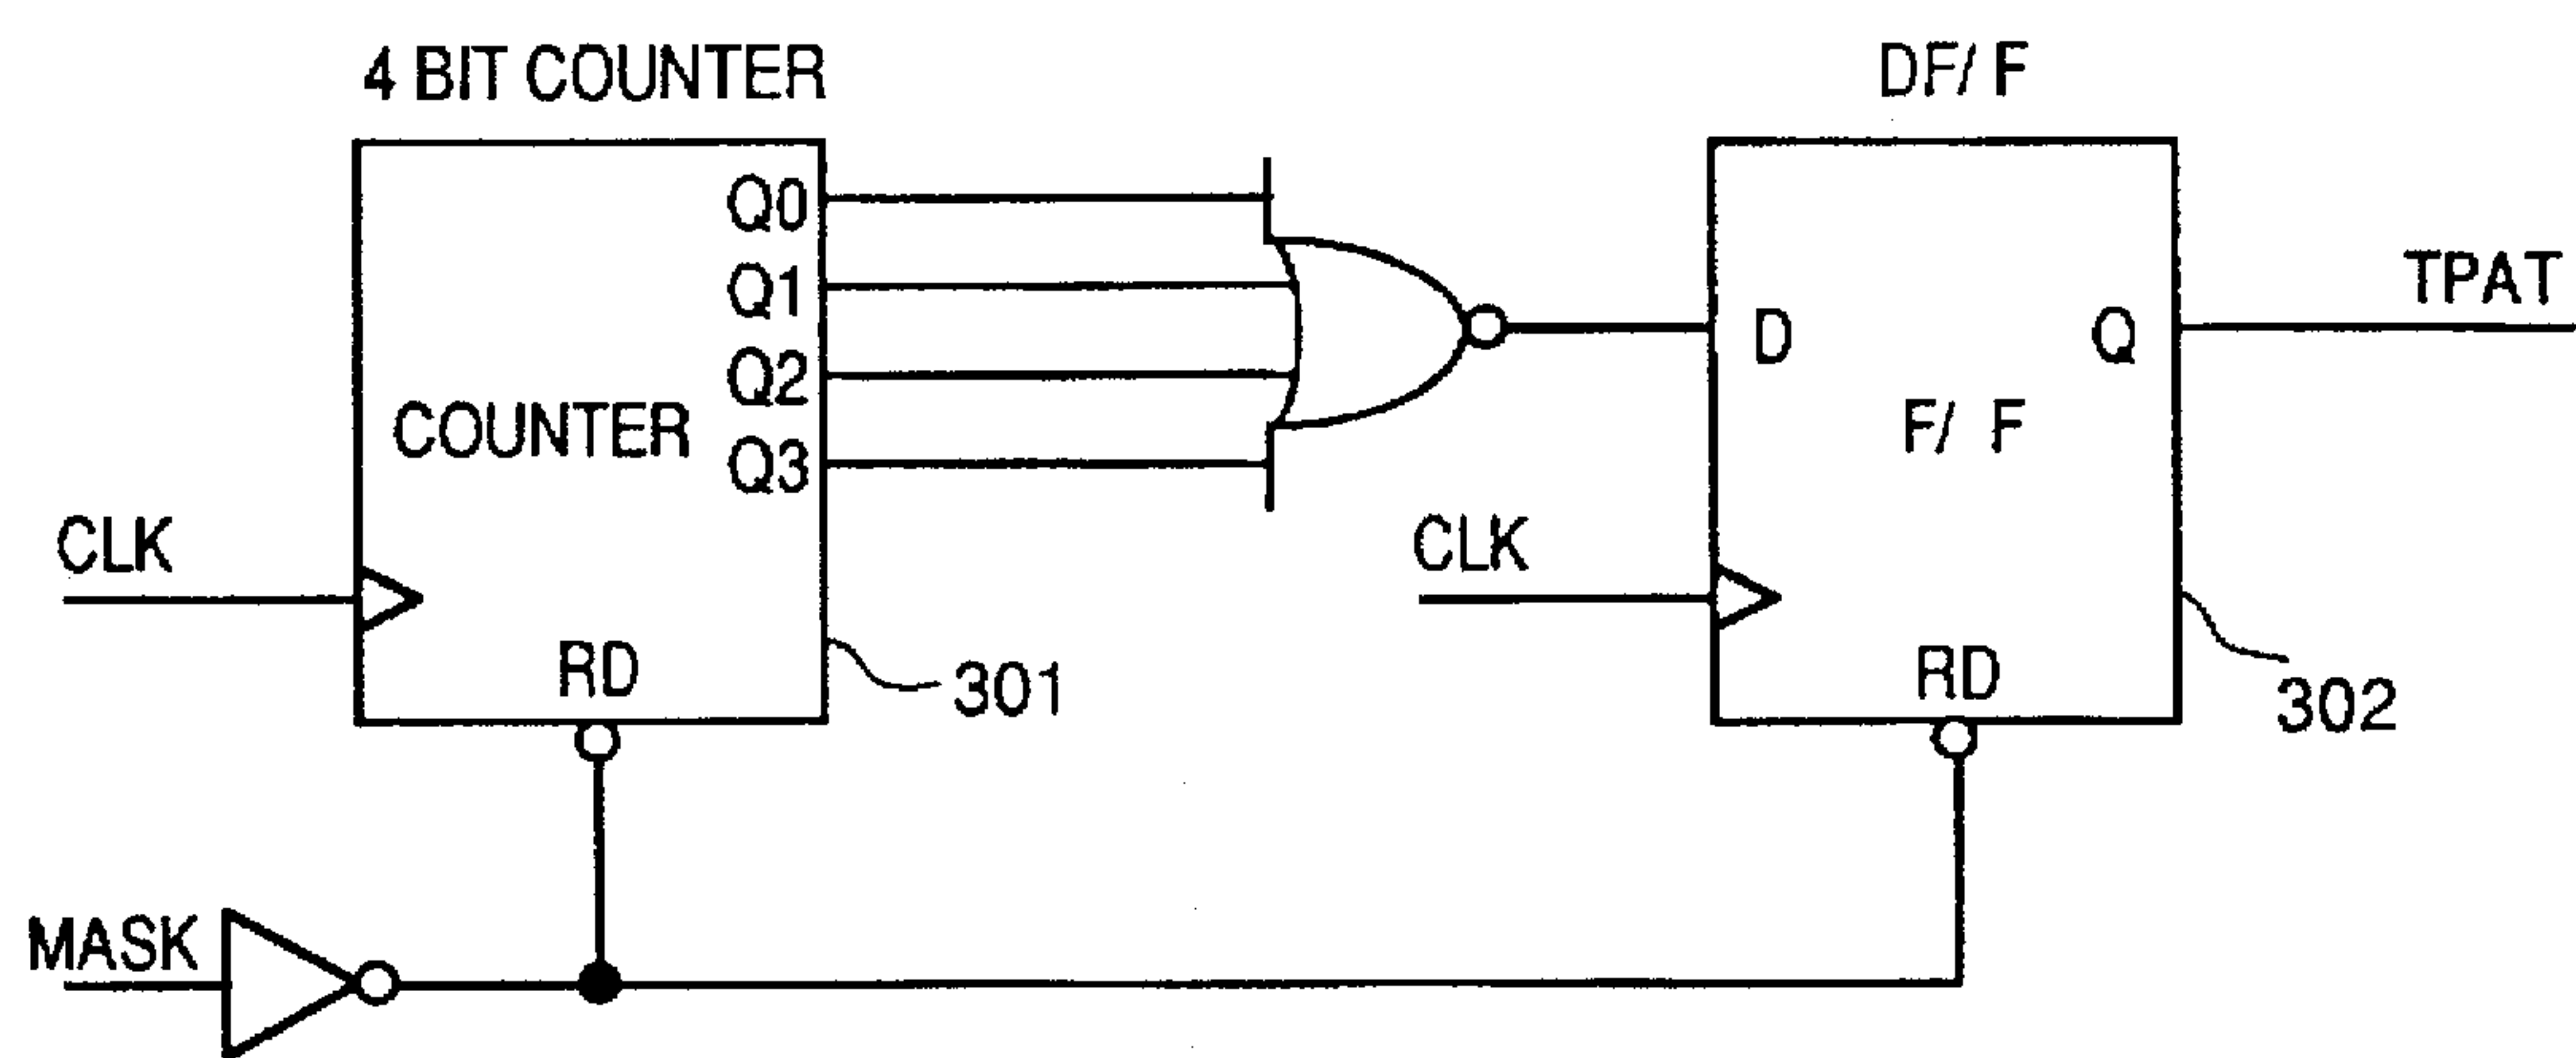 4 BIT COUNTER
DF/ F
Q0
Q1
Q2
Q3
COUNTER
CLK
RD
301
D
Q
F/ F
CLK
RD
302
TPAT
MASK